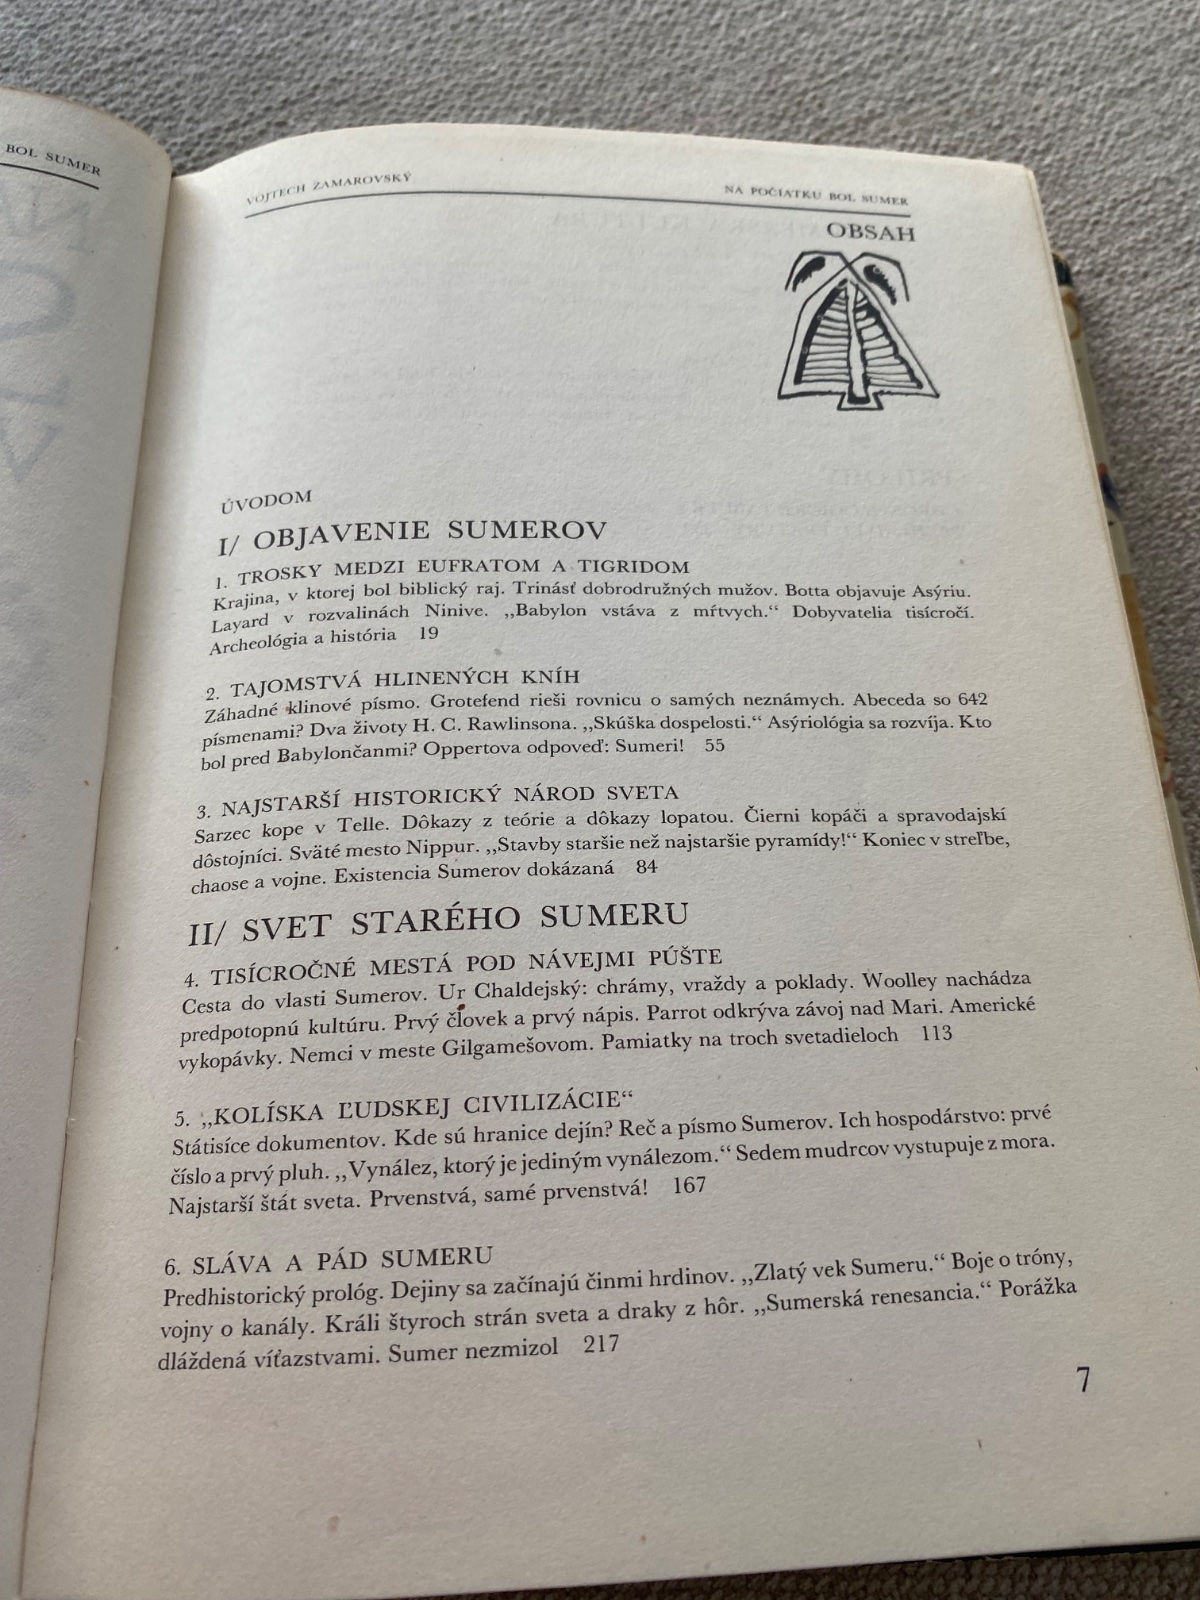 BOL SUMER
VOJTECH ZAMAROVSKÝ
NA POČIATKU BOL SUMER
OBSAH
ÚVODOM
I/ OBJAVENIE SUMEROV
1. TROSKY MEDZI EUFRATOM A TIGRIDOM
Krajina, v ktorej bol biblický raj. Trinásť dobrodružných mužov. Botta objavuje Asýriu.
Layard v rozvalinách Ninive. „Babylon vstáva z mŕtvych.“ Dobyvatelia tisícročí.
Archeológia a história 19
2. TAJOMSTVÁ HLINENÝCH KNÍH
Záhadné klinové písmo. Grotefend rieši rovnicu o samých neznámych. Abeceda so 642
písmenami? Dva životy H. C. Rawlinsona. „Skúška dospelosti.“ Asýriológia sa rozvíja. Kto
bol pred Babylončanmi? Oppertova odpoveď: Sumeri! 55
3. NAJSTARŠÍ HISTORICKÝ NÁROD SVETA
Sarzec kope v Telle. Dôkazy z teórie a dôkazy lopatou. Čierni kopáči a spravodajskí
dôstojníci. Sväté mesto Nippur. „Stavby staršie než najstaršie pyramídy!“ Koniec v streľbe,
chaose a vojne. Existencia Sumerov dokázaná 84
II/ SVET STARÉHO SUMERU
4. TISÍCROČNÉ MESTÁ POD NÁVEJMI PÚŠTE
Cesta do vlasti Sumerov. Ur Chaldejský: chrámy, vraždy a poklady. Woolley nachádza
predpotopnú kultúru. Prvý človek a prvý nápis. Parrot odkrýva závoj nad Mari. Americké
vykopávky. Nemci v meste Gilgamešovom. Pamiatky na troch svetadieloch 113
5. „KOLÍSKA ĽUDSKEJ CIVILIZÁCIE“
Státisíce dokumentov. Kde sú hranice dejín? Reč a písmo Sumerov. Ich hospodárstvo: prvé
číslo a prvý pluh. „Vynález, ktorý je jediným vynálezom.“ Sedem mudrcov vystupuje z mora.
Najstarší štát sveta. Prvenstvá, samé prvenstvá! 167
6. SLÁVA A PÁD SUMERU
Predhistorický prológ. Dejiny sa začínajú činmi hrdinov. „Zlatý vek Sumeru.“ Boje o tróny,
vojny o kanály. Králi štyroch strán sveta a draky z hôr. „Sumerská renesancia.“ Porážka
dláždená víťazstvami. Sumer nezmizol 217
7